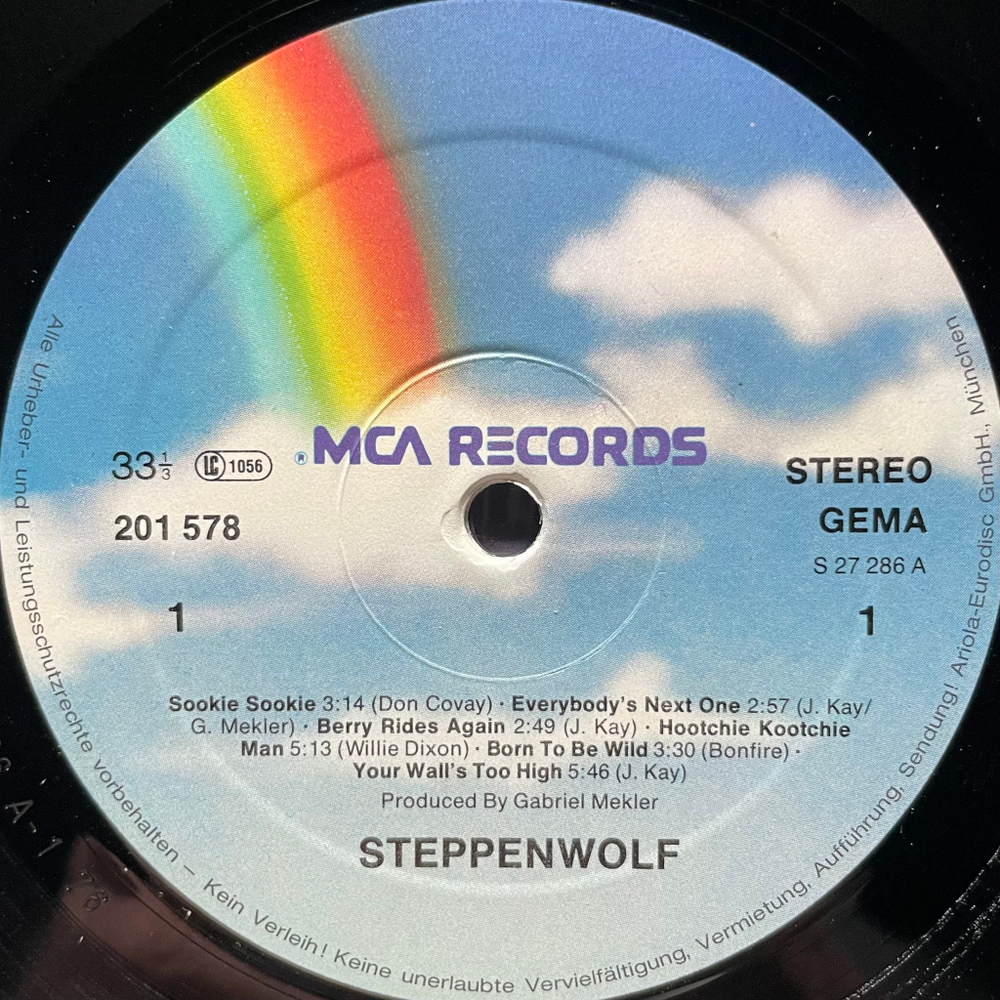 ® MCA RECORDS
33⅓ LC 1056
STEREO
201 578
GEMA
S 27 286 A
1
1
Sookie Sookie 3:14 (Don Covay) · Everybody's Next One 2:57 (J. Kay/
G. Mekler) · Berry Rides Again 2:49 (J. Kay) · Hootchie Kootchie
Man 5:13 (Willie Dixon) · Born To Be Wild 3:30 (Bonfire) ·
Your Wall's Too High 5:46 (J. Kay)
Produced By Gabriel Mekler
STEPPENWOLF
Alle Urheber- und Leistungsschutzrechte vorbehalten – Kein Verleih! Keine unerlaubte Vervielfältigung, Vermietung, Aufführung, Sendung! Ariola-Eurodisc GmbH., München
A-1